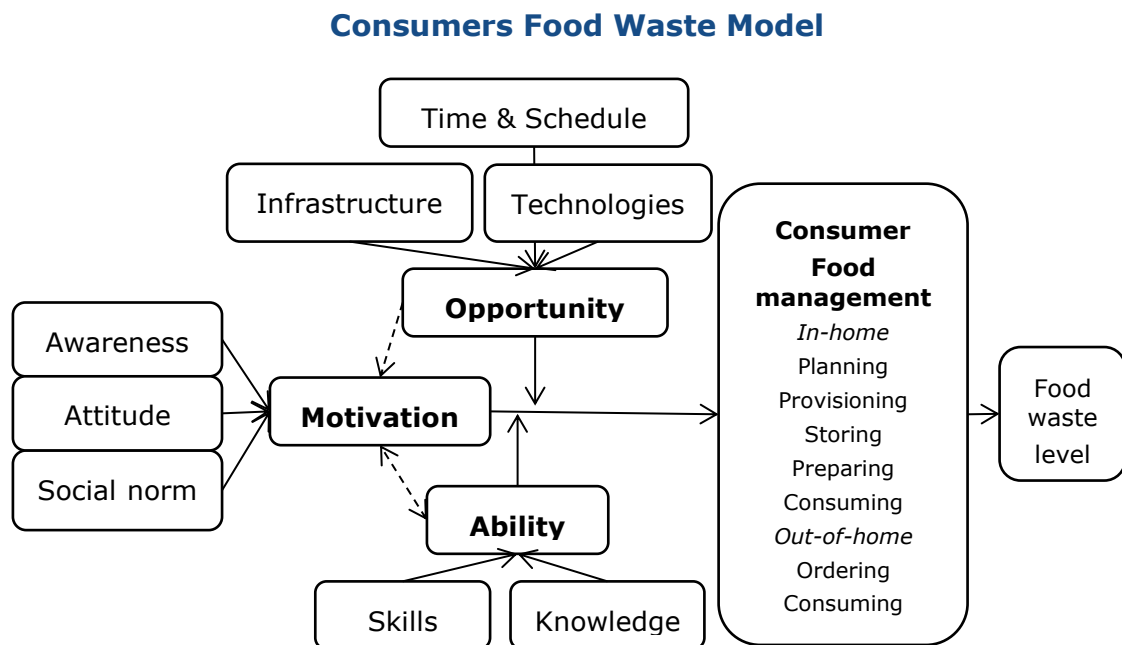 Consumers Food Waste Model
Time & Schedule
Infrastructure
Technologies
Opportunity
Awareness
Attitude
Social norm
Motivation
Ability
Skills
Knowledge
Consumer
Food
management
In-home
Planning
Provisioning
Storing
Preparing
Consuming
Out-of-home
Ordering
Consuming
Food
waste
level